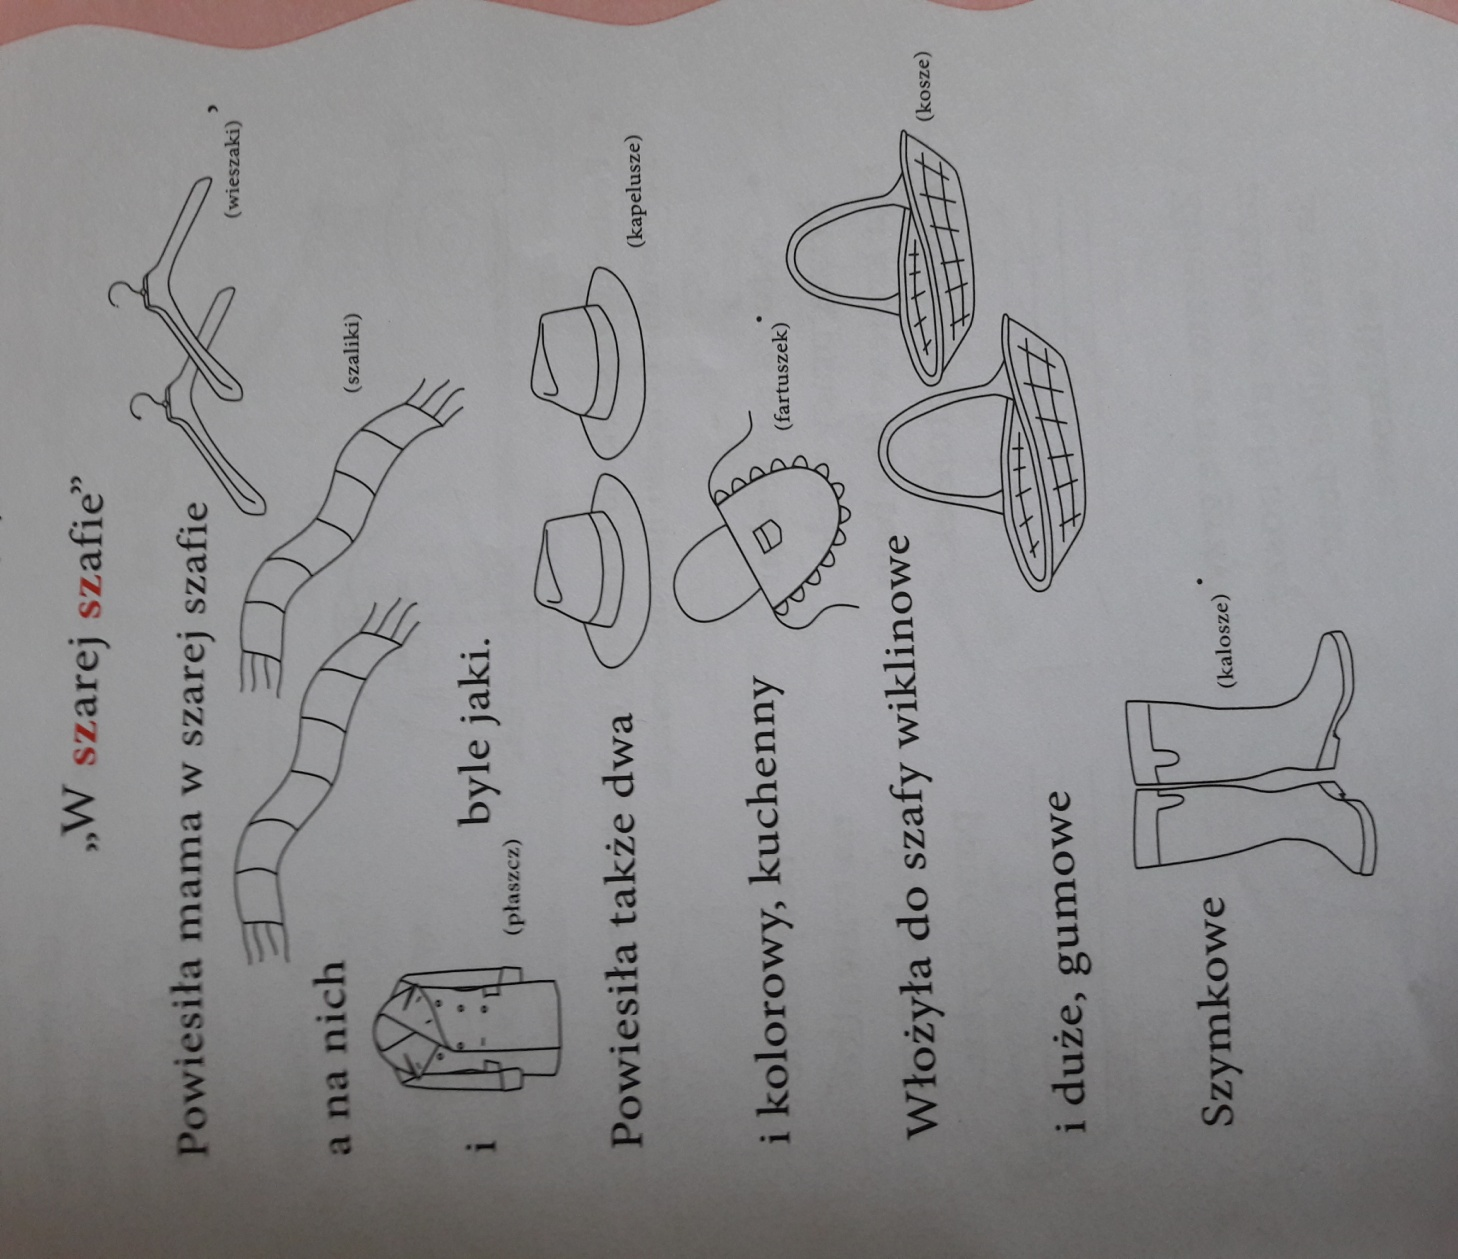 „W szarej szafie”
Powiesiła mama w szarej szafie (wieszaki),
a na nich (szaliki)
i (płaszcz) byle jaki.
Powiesiła także dwa (kapelusze)
i kolorowy, kuchenny (fartuszek).
Włożyła do szafy wiklinowe (kosze)
i duże, gumowe
Szymkowe (kalosze).